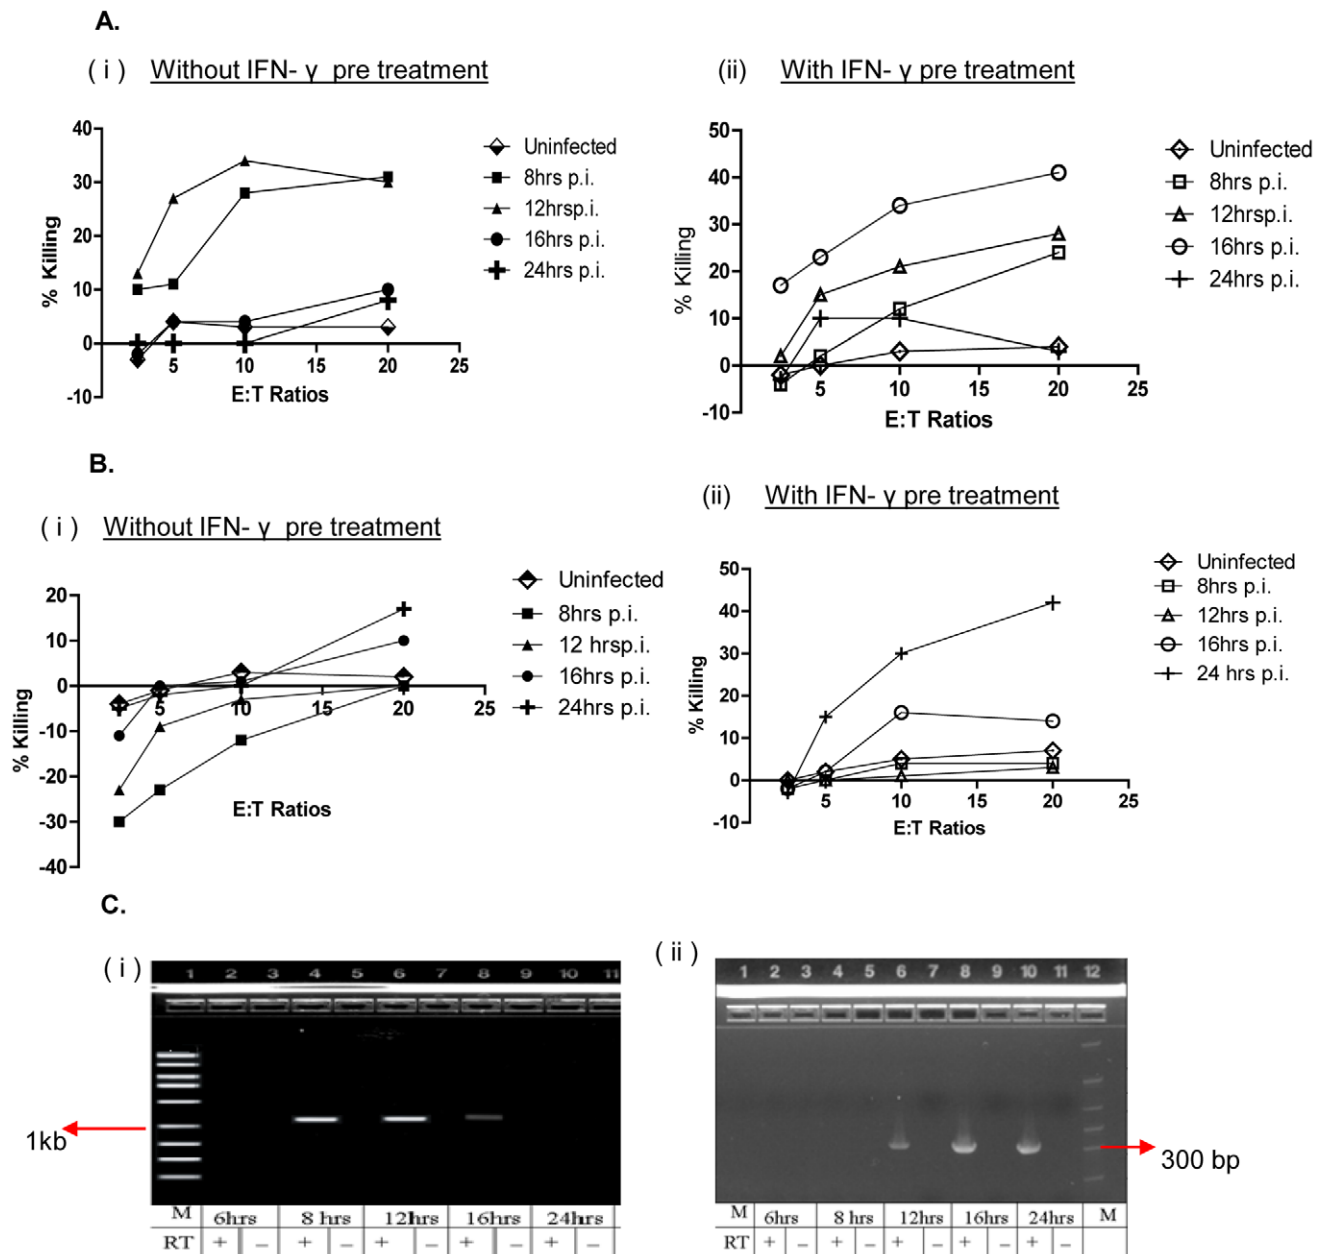 A.
( i ) Without IFN- γ pre treatment
(ii) With IFN- γ pre treatment
40
30
20
10
0
-10
% Killing
5 10 15 20 25
E:T Ratios
Uninfected
8hrs p.i.
12hrsp.i.
16hrs p.i.
24hrs p.i.
50
40
30
20
10
0
-10
% Killing
5 10 15 20 25
E:T Ratios
Uninfected
8hrs p.i.
12hrsp.i.
16hrs p.i.
24hrs p.i.
B.
( i ) Without IFN- γ pre treatment
(ii) With IFN- γ pre treatment
20
10
0
-10
-20
-30
-40
% Killing
5 10 15 20 25
E:T Ratios
Uninfected
8hrs p.i.
12 hrsp.i.
16hrs p.i.
24hrs p.i.
50
40
30
20
10
0
-10
% Killing
5 10 15 20 25
E:T Ratios
Uninfected
8hrs p.i.
12hrs p.i.
16hrs p.i.
24 hrs p.i.
C.
( i )
1 2 3 4 5 6 7 8 9 10 11
1kb
M 6hrs 8 hrs 12hrs 16hrs 24hrs
RT + − + − + − + − + −
( ii )
1 2 3 4 5 6 7 8 9 10 11 12
300 bp
M 6hrs 8 hrs 12hrs 16hrs 24hrs M
RT + − + − + − + − + −